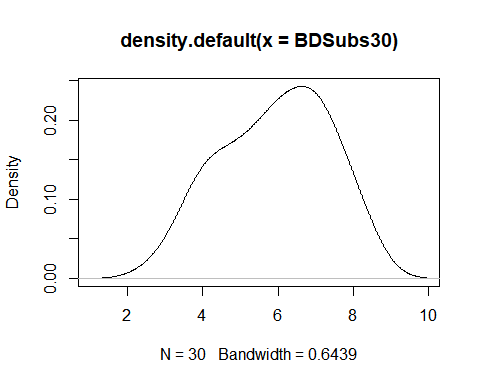 density.default(x = BDSubs30)
Density
0.00 0.10 0.20
2 4 6 8 10
N = 30 Bandwidth = 0.6439